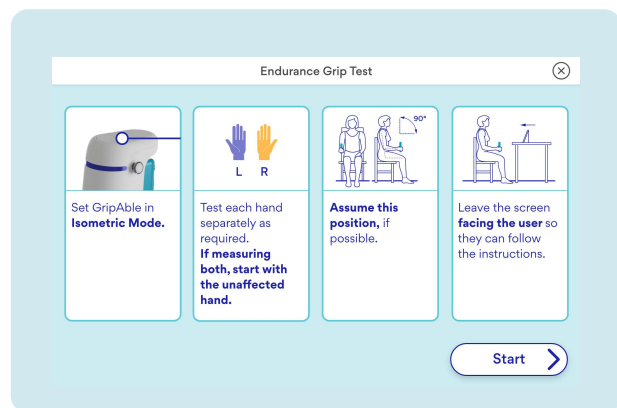 Endurance Grip Test
Set GripAble in
Isometric Mode.
L R
Test each hand
separately as
required.
If measuring
both, start with
the unaffected
hand.
90°
Assume this
position, if
possible.
Leave the screen
facing the user so
they can follow
the instructions.
Start